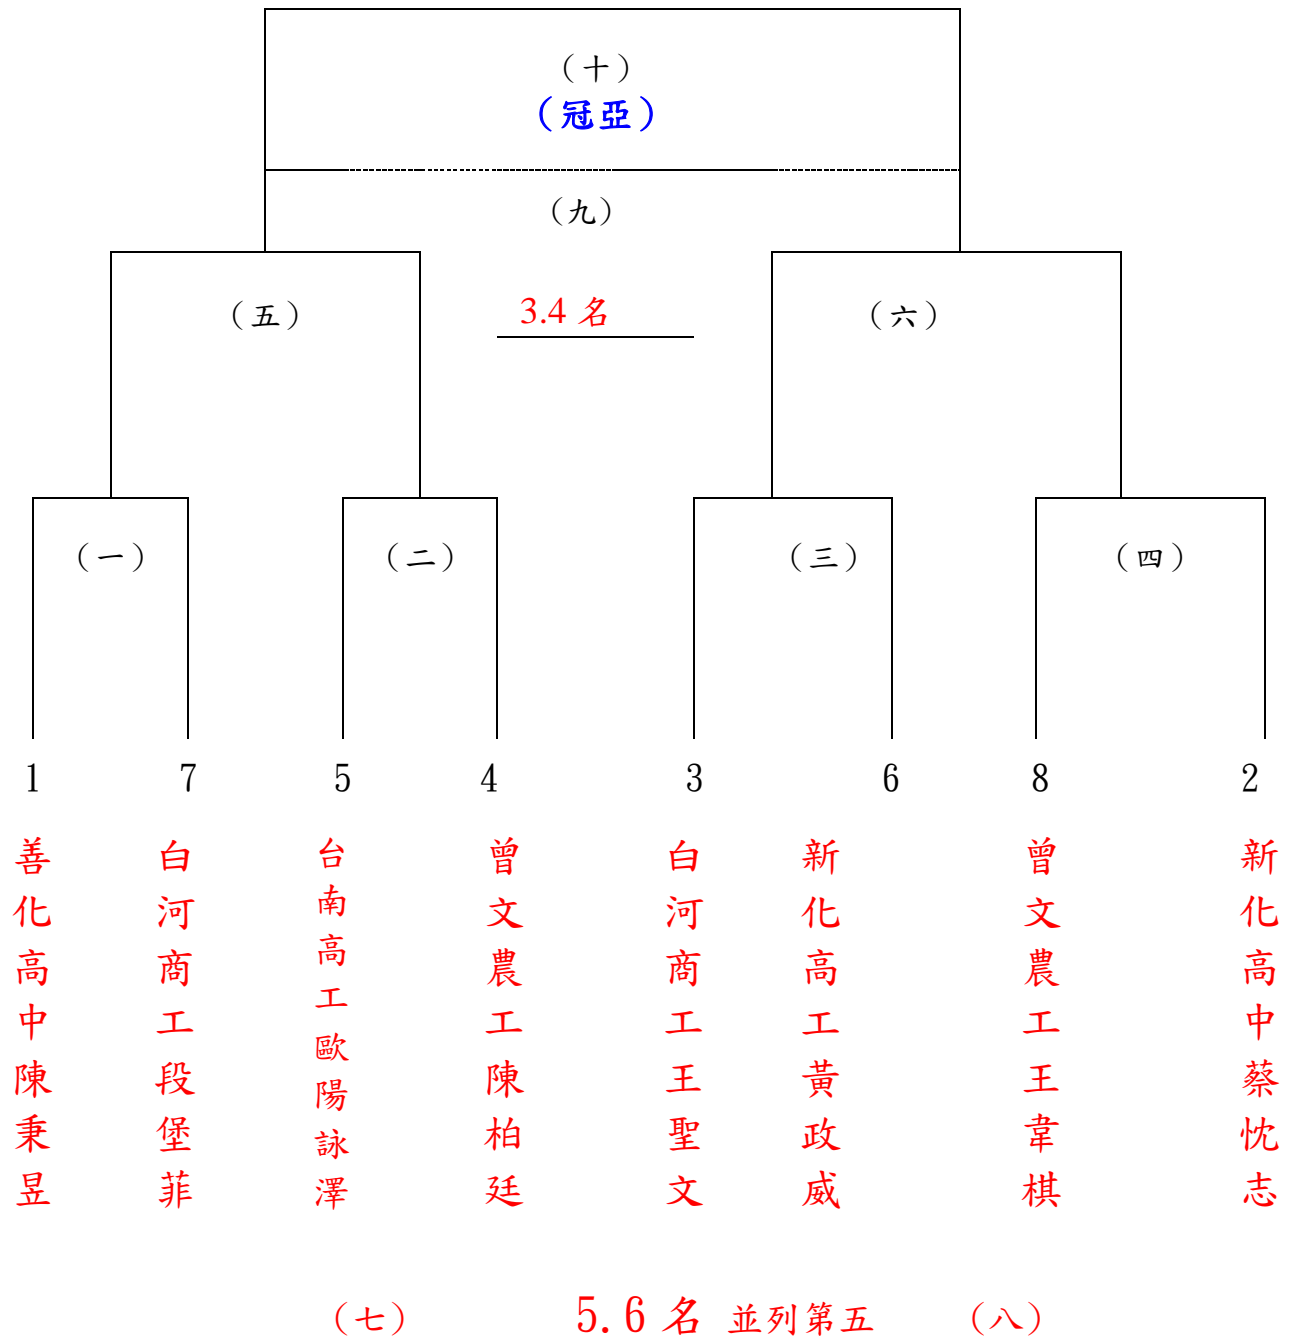 （十）
（冠亞）
（九）
（五）
3.4 名
（六）
（一）
（二）
（三）
（四）
1
7
5
4
3
6
8
2
善化高中陳秉昱
白河商工段堡菲
台南高工歐陽詠澤
曾文農工陳柏廷
白河商工王聖文
新化高工黃政威
曾文農工王韋棋
新化高中蔡忱志
（七） 5.6 名 並列第五 （八）